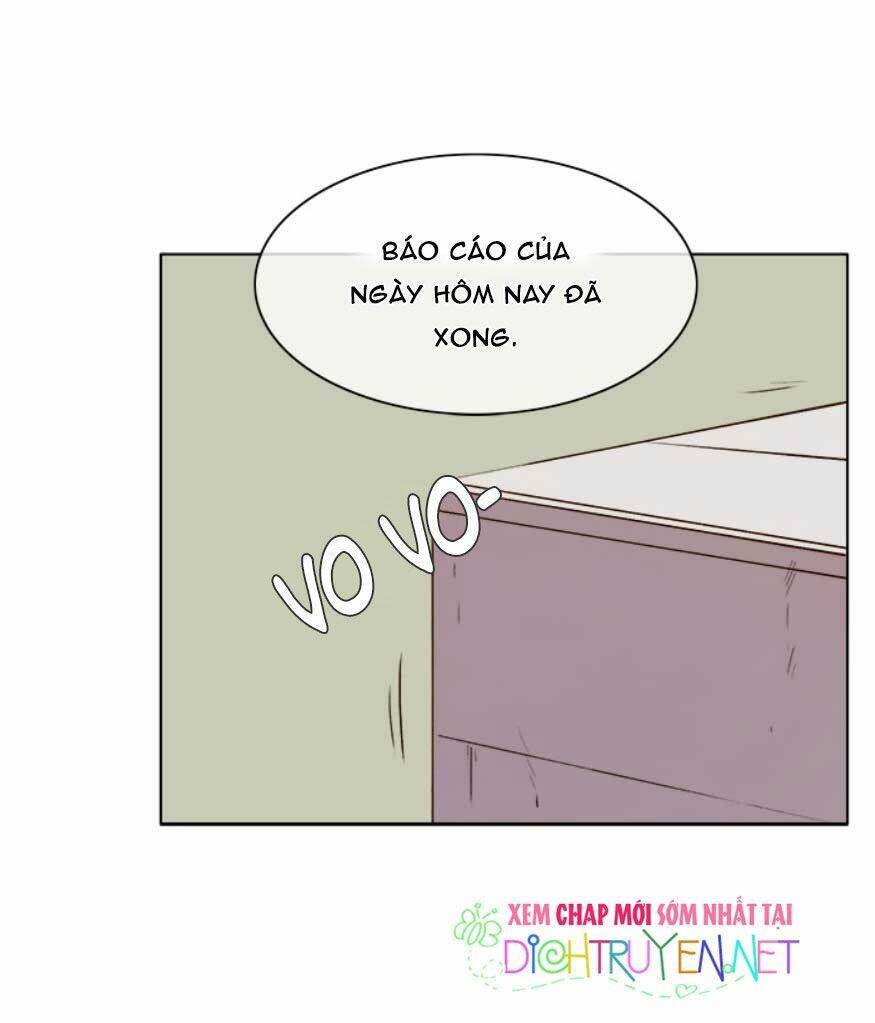 BÁO CÁO CỦA
NGÀY HÔM NAY ĐÃ
XONG.
VO VO-
XEM CHAP MỚI SỚM NHẤT TẠI
DICHTRUYEN.NET